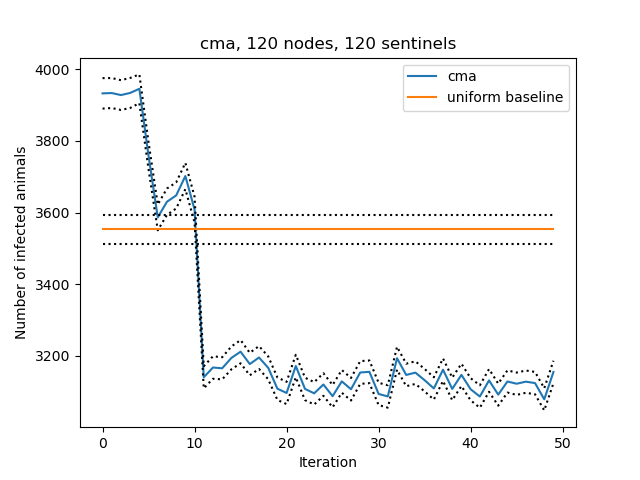 cma, 120 nodes, 120 sentinels
cma
uniform baseline
Number of infected animals
4000
3800
3600
3400
3200
0 10 20 30 40 50
Iteration